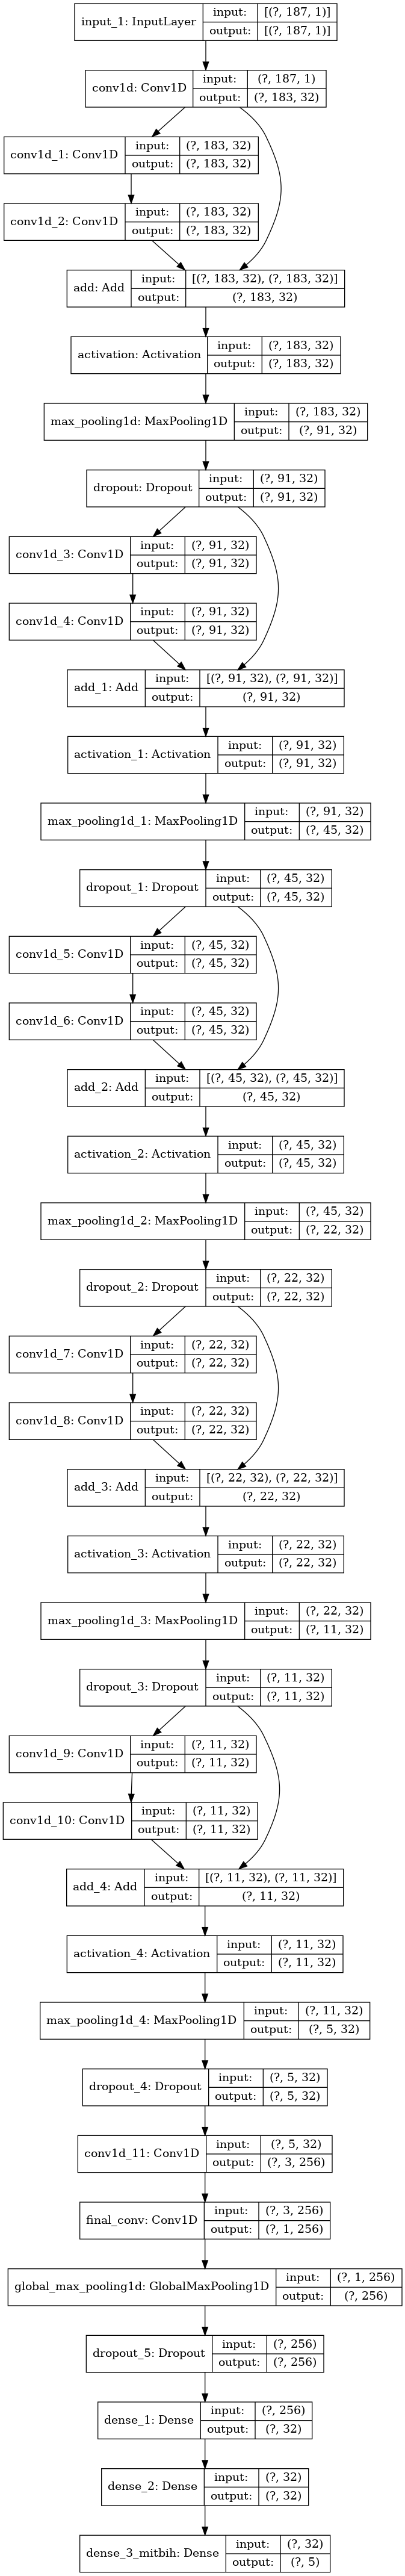 input_1: InputLayer input: [(?, 187, 1)]
output: [(?, 187, 1)]
conv1d: Conv1D input: (?, 187, 1)
output: (?, 183, 32)
conv1d_1: Conv1D input: (?, 183, 32)
output: (?, 183, 32)
conv1d_2: Conv1D input: (?, 183, 32)
output: (?, 183, 32)
add: Add input: [(?, 183, 32), (?, 183, 32)]
output: (?, 183, 32)
activation: Activation input: (?, 183, 32)
output: (?, 183, 32)
max_pooling1d: MaxPooling1D input: (?, 183, 32)
output: (?, 91, 32)
dropout: Dropout input: (?, 91, 32)
output: (?, 91, 32)
conv1d_3: Conv1D input: (?, 91, 32)
output: (?, 91, 32)
conv1d_4: Conv1D input: (?, 91, 32)
output: (?, 91, 32)
add_1: Add input: [(?, 91, 32), (?, 91, 32)]
output: (?, 91, 32)
activation_1: Activation input: (?, 91, 32)
output: (?, 91, 32)
max_pooling1d_1: MaxPooling1D input: (?, 91, 32)
output: (?, 45, 32)
dropout_1: Dropout input: (?, 45, 32)
output: (?, 45, 32)
conv1d_5: Conv1D input: (?, 45, 32)
output: (?, 45, 32)
conv1d_6: Conv1D input: (?, 45, 32)
output: (?, 45, 32)
add_2: Add input: [(?, 45, 32), (?, 45, 32)]
output: (?, 45, 32)
activation_2: Activation input: (?, 45, 32)
output: (?, 45, 32)
max_pooling1d_2: MaxPooling1D input: (?, 45, 32)
output: (?, 22, 32)
dropout_2: Dropout input: (?, 22, 32)
output: (?, 22, 32)
conv1d_7: Conv1D input: (?, 22, 32)
output: (?, 22, 32)
conv1d_8: Conv1D input: (?, 22, 32)
output: (?, 22, 32)
add_3: Add input: [(?, 22, 32), (?, 22, 32)]
output: (?, 22, 32)
activation_3: Activation input: (?, 22, 32)
output: (?, 22, 32)
max_pooling1d_3: MaxPooling1D input: (?, 22, 32)
output: (?, 11, 32)
dropout_3: Dropout input: (?, 11, 32)
output: (?, 11, 32)
conv1d_9: Conv1D input: (?, 11, 32)
output: (?, 11, 32)
conv1d_10: Conv1D input: (?, 11, 32)
output: (?, 11, 32)
add_4: Add input: [(?, 11, 32), (?, 11, 32)]
output: (?, 11, 32)
activation_4: Activation input: (?, 11, 32)
output: (?, 11, 32)
max_pooling1d_4: MaxPooling1D input: (?, 11, 32)
output: (?, 5, 32)
dropout_4: Dropout input: (?, 5, 32)
output: (?, 5, 32)
conv1d_11: Conv1D input: (?, 5, 32)
output: (?, 3, 256)
final_conv: Conv1D input: (?, 3, 256)
output: (?, 1, 256)
global_max_pooling1d: GlobalMaxPooling1D input: (?, 1, 256)
output: (?, 256)
dropout_5: Dropout input: (?, 256)
output: (?, 256)
dense_1: Dense input: (?, 256)
output: (?, 32)
dense_2: Dense input: (?, 32)
output: (?, 32)
dense_3_mitbih: Dense input: (?, 32)
output: (?, 5)